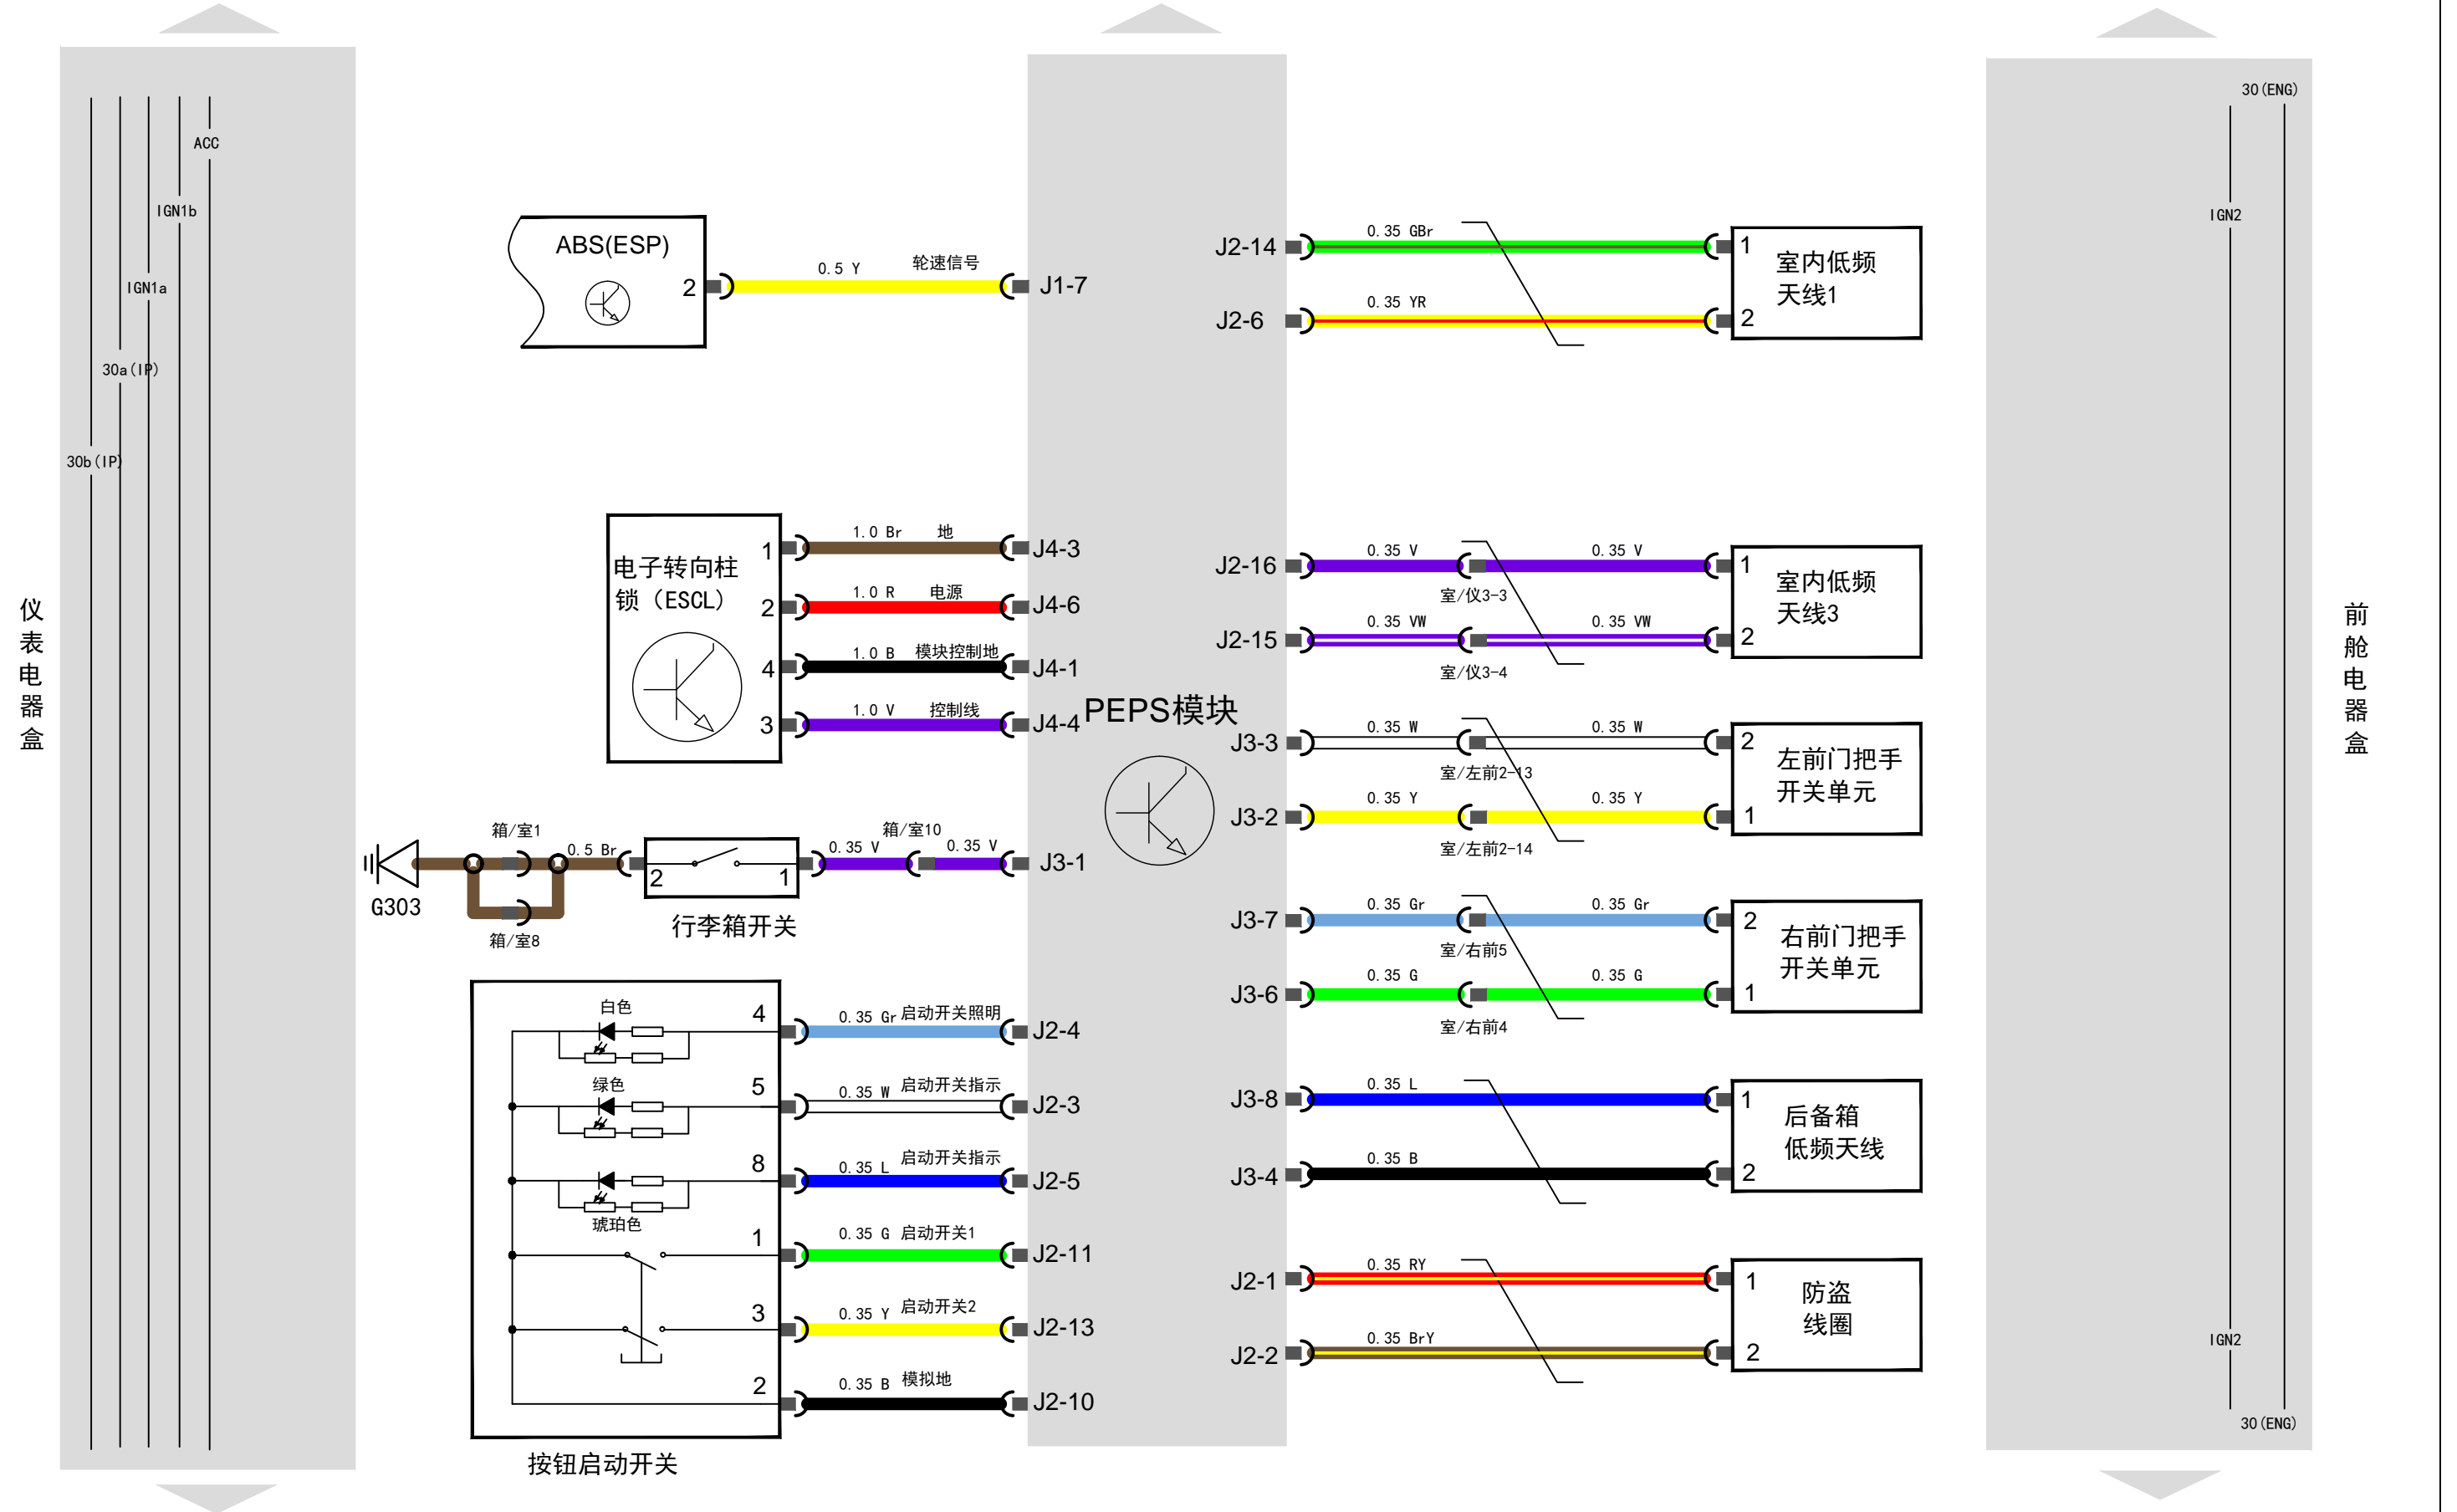 仪表电器盒
ACC
IGN1b
IGN1a
30a(IP)
30b(IP)
ABS(ESP)
2
0.5 Y
轮速信号
J1-7
电子转向柱
锁（ESCL）
1
1.0 Br
地
J4-3
2
1.0 R
电源
J4-6
4
1.0 B
模块控制地
J4-1
3
1.0 V
控制线
J4-4
G303
箱/室1
箱/室8
0.5 Br
2
1
行李箱开关
0.35 V
箱/室10
0.35 V
J3-1
白色
4
0.35 Gr
启动开关照明
J2-4
绿色
5
0.35 W
启动开关指示
J2-3
琥珀色
8
0.35 L
启动开关指示
J2-5
1
0.35 G
启动开关1
J2-11
3
0.35 Y
启动开关2
J2-13
2
0.35 B
模拟地
J2-10
按钮启动开关
PEPS模块
J2-14
0.35 GBr
1
J2-6
0.35 YR
2
室内低频
天线1
J2-16
0.35 V
室/仪3-3
0.35 V
1
J2-15
0.35 VW
室/仪3-4
0.35 VW
2
室内低频
天线3
J3-3
0.35 W
室/左前2-13
0.35 W
2
J3-2
0.35 Y
室/左前2-14
0.35 Y
1
左前门把手
开关单元
J3-7
0.35 Gr
室/右前5
0.35 Gr
2
J3-6
0.35 G
室/右前4
0.35 G
1
右前门把手
开关单元
J3-8
0.35 L
1
J3-4
0.35 B
2
后备箱
低频天线
J2-1
0.35 RY
1
J2-2
0.35 BrY
2
防盗
线圈
30(ENG)
IGN2
IGN2
30(ENG)
前舱电器盒